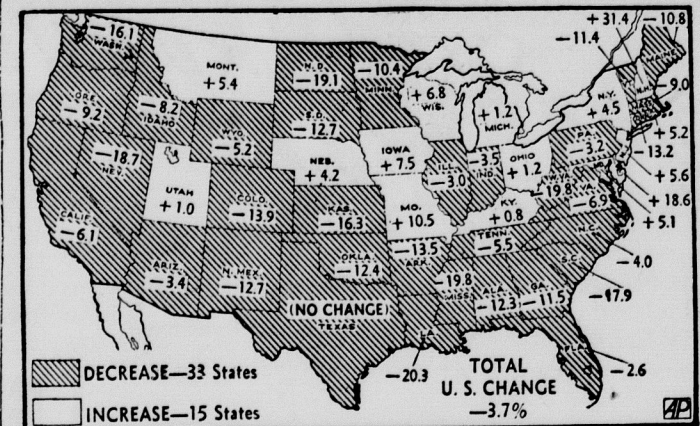 —16.1
WASH.
MONT.
+5.4
N.D.
—19.1
—10.4
MINN.
+31.4
—11.4
—10.8
MAINE
—9.0
N.H.
ORE.
—9.2
—8.2
IDAHO
WYO.
—5.2
S.D.
—12.7
+6.8
WIS.
+1.2
MICH.
N.Y.
+4.5
MASS.
—18.7
NEV.
UTAH
+1.0
NEB.
+4.2
IOWA
+7.5
ILL.
—3.0
—3.5
IND.
OHIO
+1.2
PA.
—3.2
+5.2
—13.2
+5.6
+18.6
+5.1
CALIF.
—6.1
COLO.
—13.9
KAS.
—16.3
MO.
+10.5
KY.
+0.8
W.VA.
—19.8
VA.
—6.9
ARIZ.
—3.4
N. MEX.
—12.7
OKLA.
—12.4
—13.5
ARK.
TENN.
—5.5
N.C.
—4.0
S.C.
—17.9
(NO CHANGE)
TEXAS
—19.8
MISS.
ALA.
—12.3
GA.
—11.5
LA.
—20.3
FLA.
—2.6
DECREASE—33 States
INCREASE—15 States
TOTAL
U. S. CHANGE
—3.7%
AP